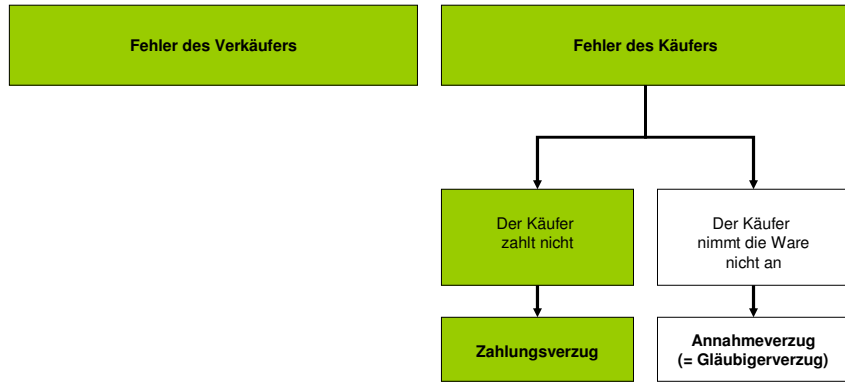 Fehler des Verkäufers
Fehler des Käufers
Der Käufer
zahlt nicht
Der Käufer
nimmt die Ware
nicht an
Zahlungsverzug
Annahmeverzug
(= Gläubigerverzug)